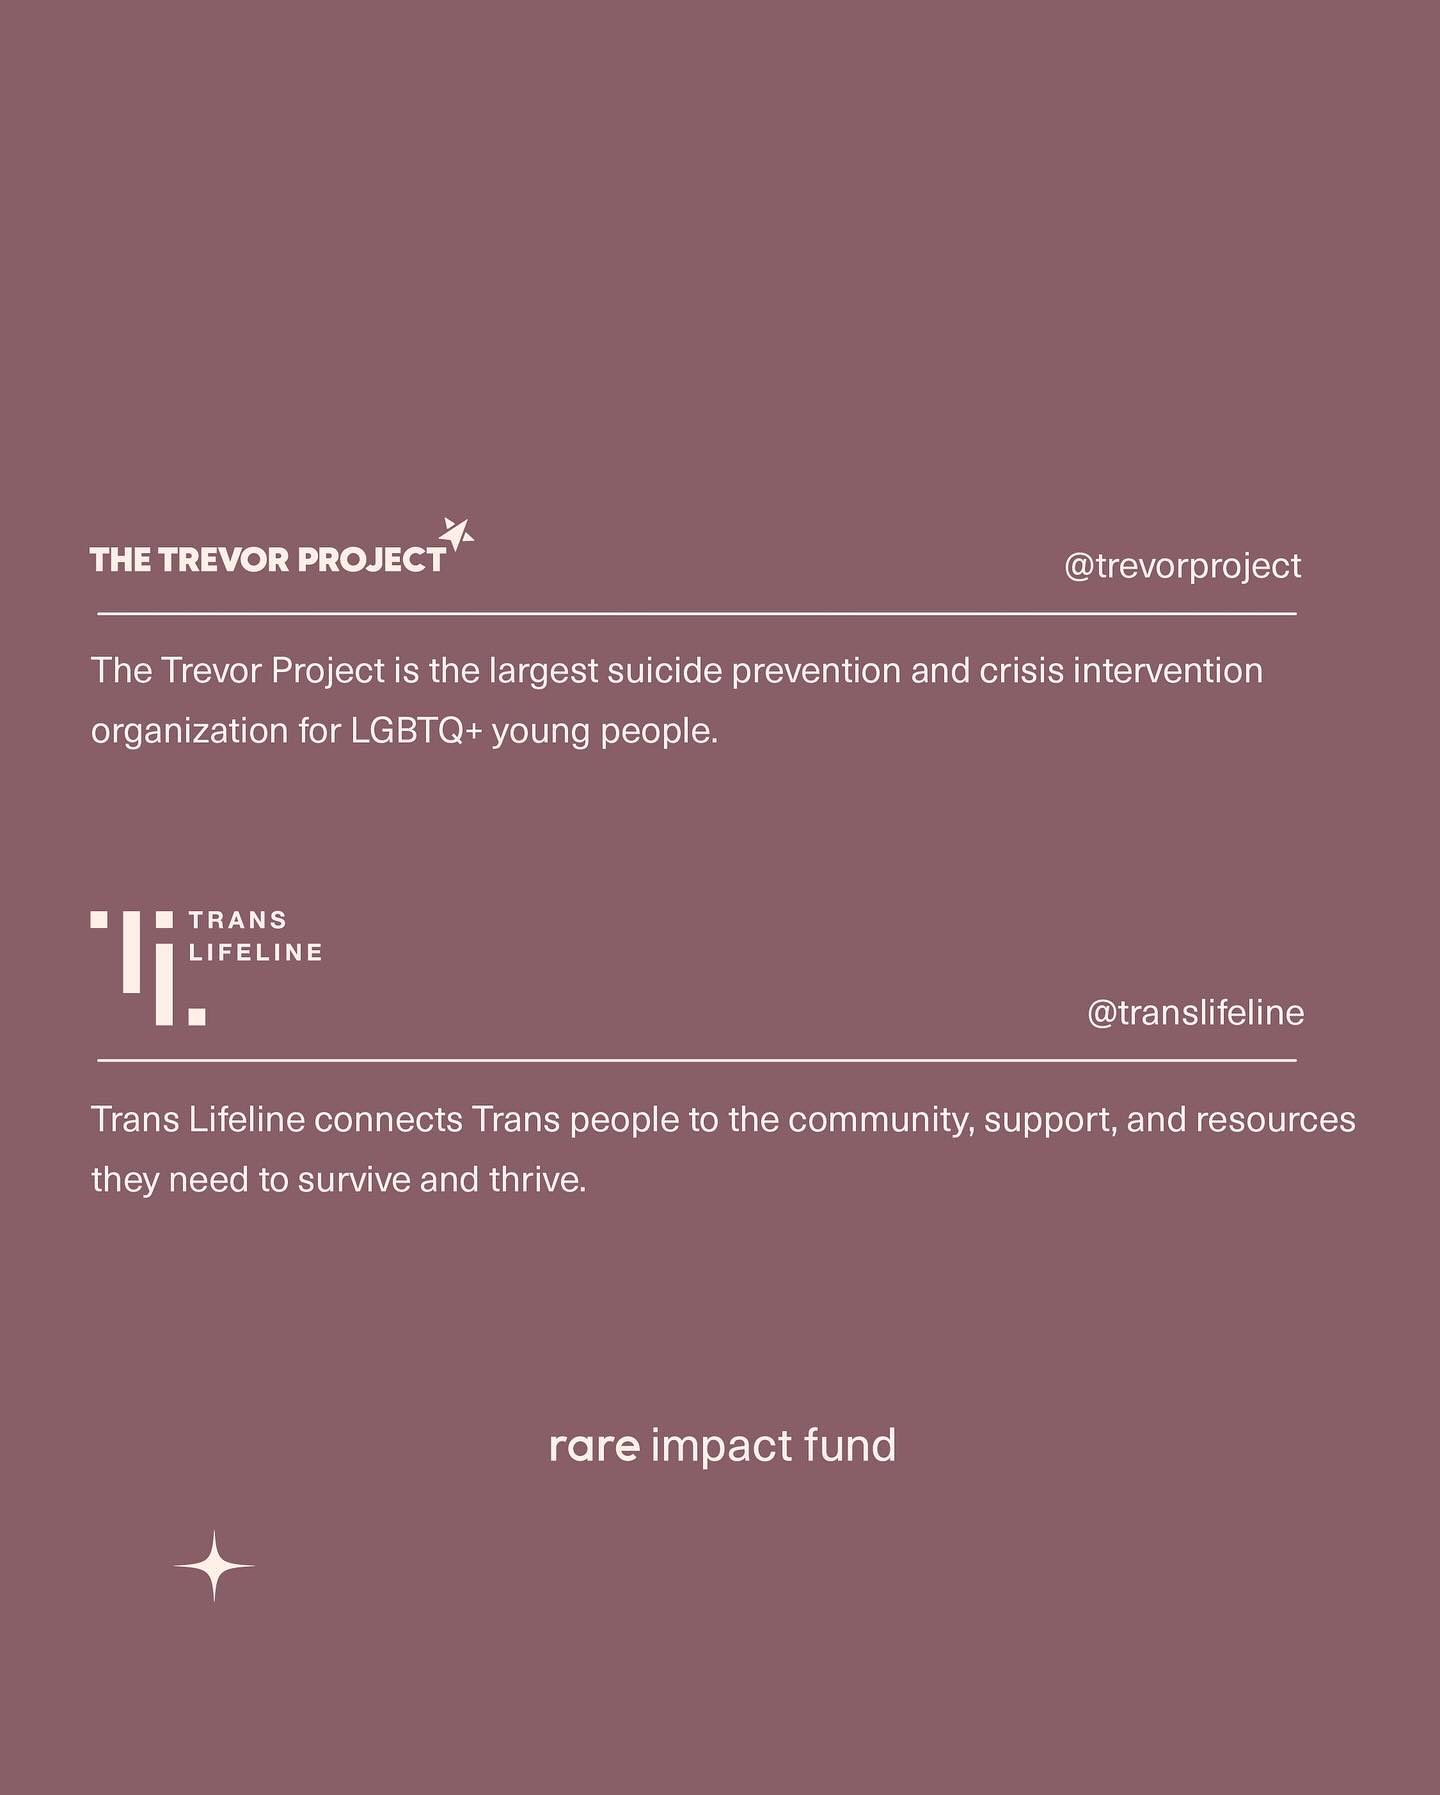 THE TREVOR PROJECT
@trevorproject
The Trevor Project is the largest suicide prevention and crisis intervention
organization for LGBTQ+ young people.
TRANS
LIFELINE
@translifeline
Trans Lifeline connects Trans people to the community, support, and resources
they need to survive and thrive.
rare impact fund